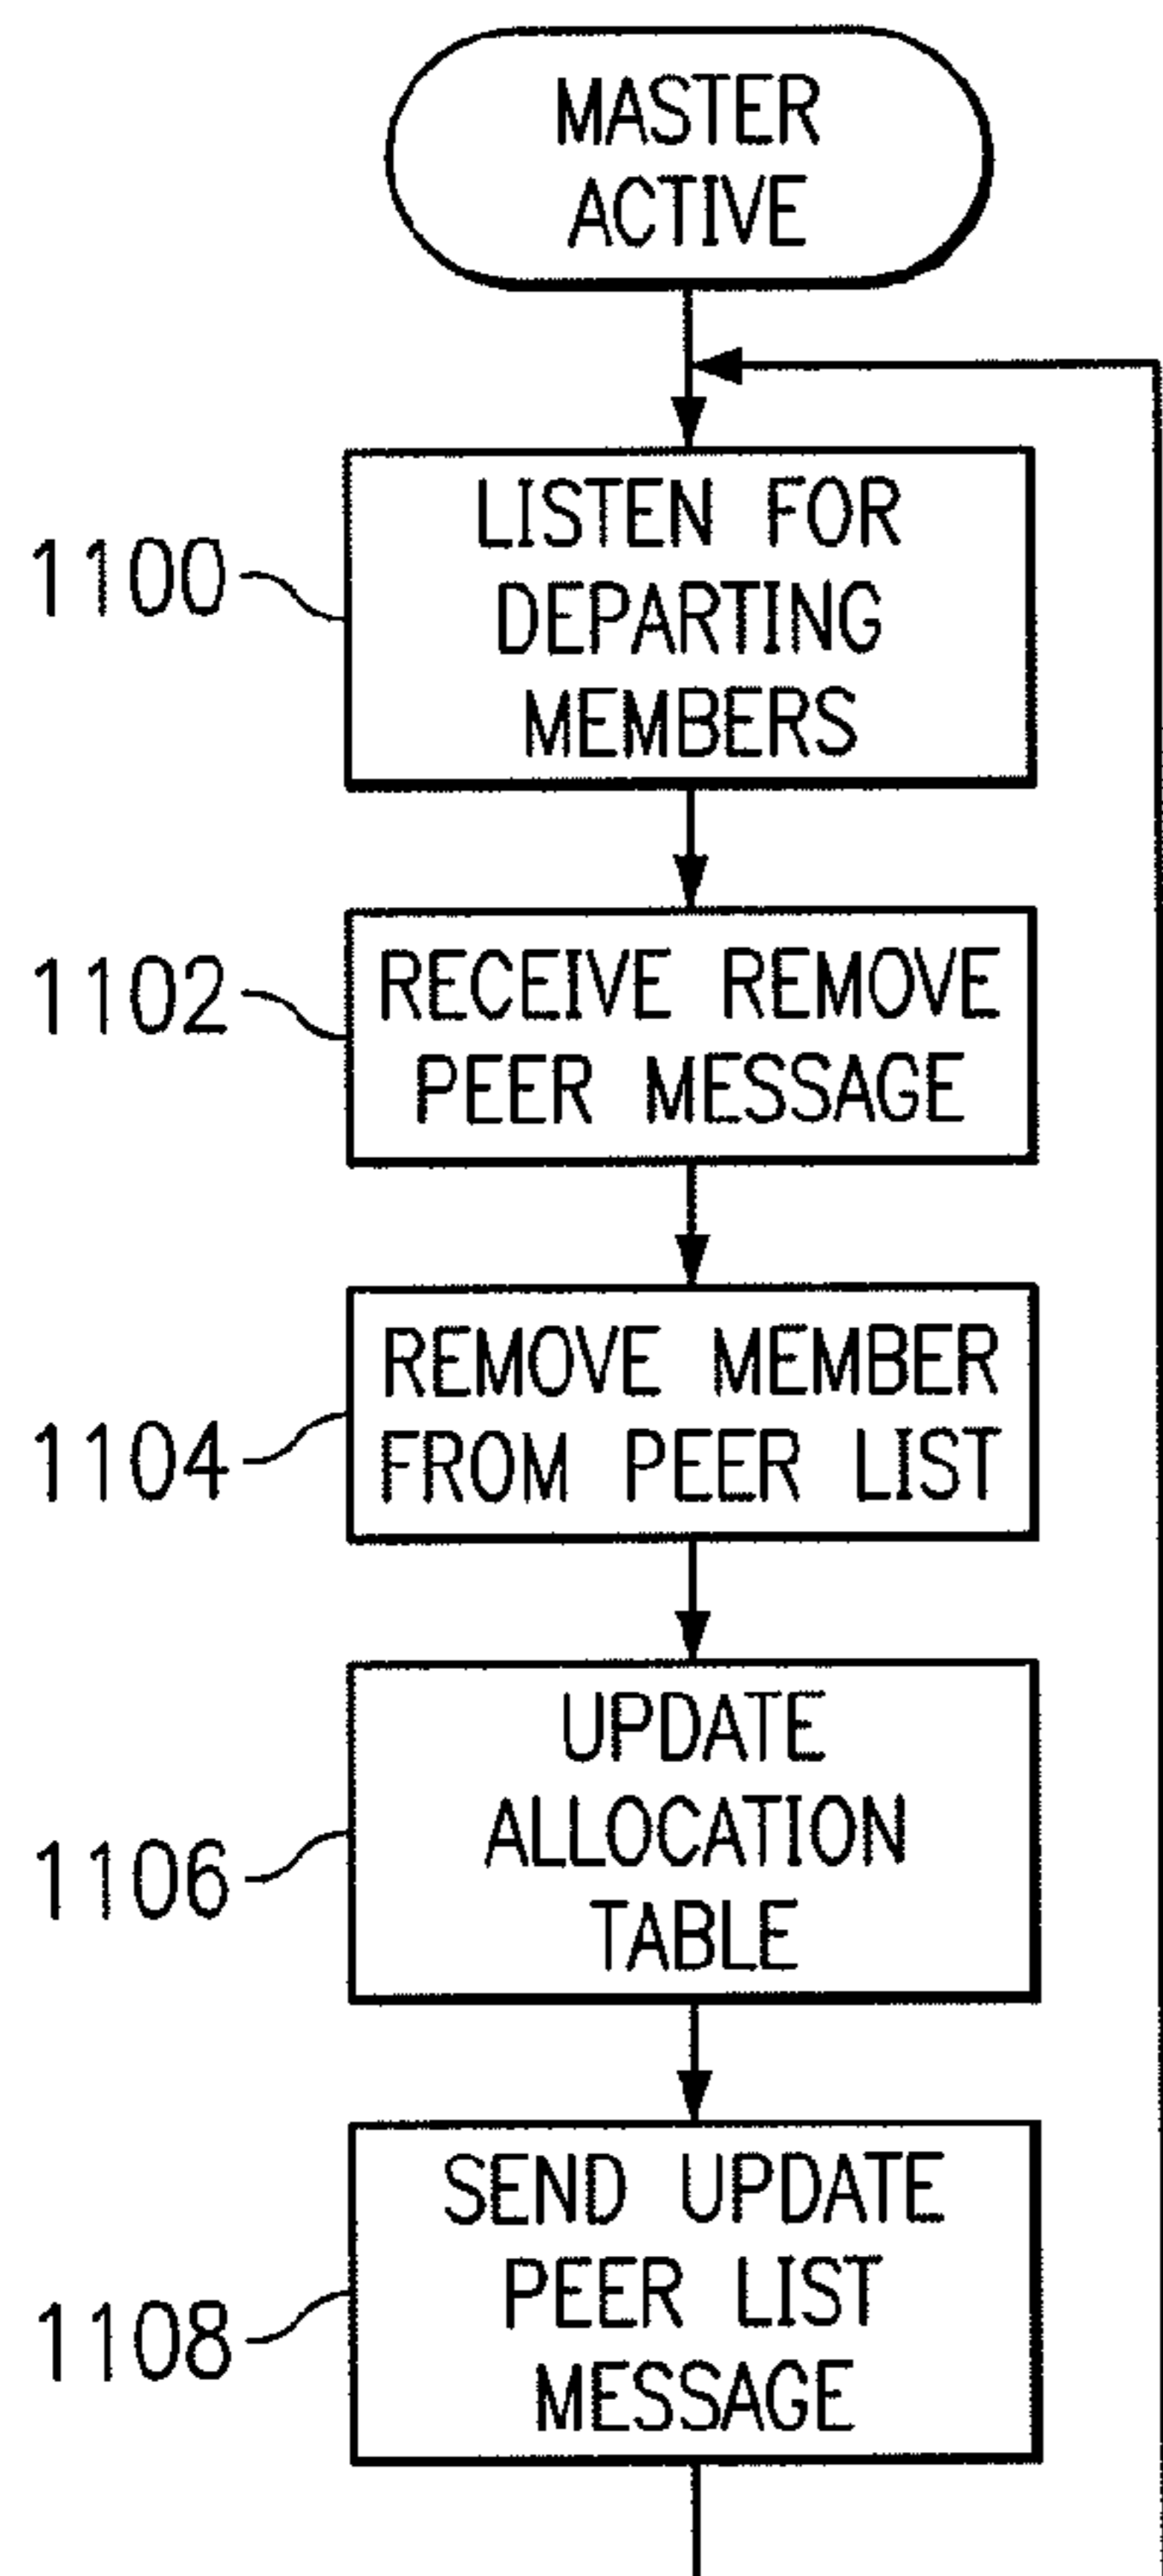 MASTER
ACTIVE
LISTEN FOR
DEPARTING
MEMBERS
1100
RECEIVE REMOVE
PEER MESSAGE
1102
REMOVE MEMBER
FROM PEER LIST
1104
UPDATE
ALLOCATION
TABLE
1106
SEND UPDATE
PEER LIST
MESSAGE
1108